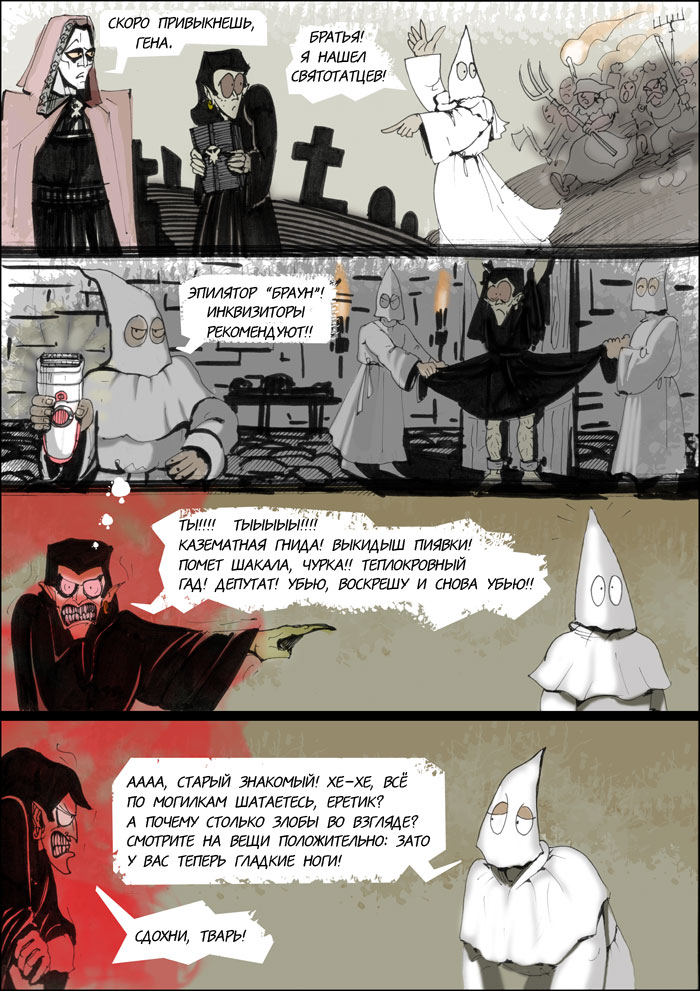 СКОРО ПРИВЫКНЕШЬ,
ГЕНА.
БРАТЬЯ!
Я НАШЕЛ
СВЯТОТАТЦЕВ!
ЭПИЛЯТОР "БРАУН"!
ИНКВИЗИТОРЫ
РЕКОМЕНДУЮТ!!
ТЫ!!!! ТЫЫЫЫЫ!!!!
КАЗЕМАТНАЯ ГНИДА! ВЫКИДЫШ ПИЯВКИ!
ПОМЕТ ШАКАЛА, ЧУРКА!! ТЕПЛОКРОВНЫЙ
ГАД! ДЕПУТАТ! УБЬЮ, ВОСКРЕШУ И СНОВА УБЬЮ!!
АААА, СТАРЫЙ ЗНАКОМЫЙ! ХЕ-ХЕ, ВСЁ
ПО МОГИЛКАМ ШАТАЕТЕСЬ, ЕРЕТИК?
А ПОЧЕМУ СТОЛЬКО ЗЛОБЫ ВО ВЗГЛЯДЕ?
СМОТРИТЕ НА ВЕЩИ ПОЛОЖИТЕЛЬНО: ЗАТО
У ВАС ТЕПЕРЬ ГЛАДКИЕ НОГИ!
СДОХНИ, ТВАРЬ!